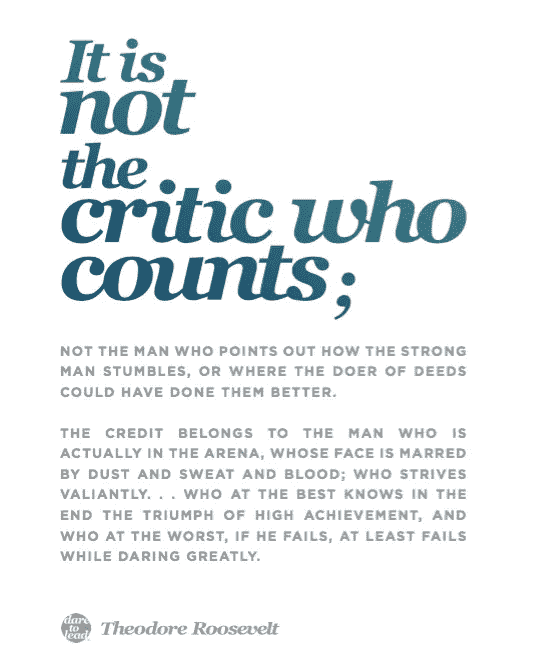 It is
not
the
critic who
counts;
NOT THE MAN WHO POINTS OUT HOW THE STRONG
MAN STUMBLES, OR WHERE THE DOER OF DEEDS
COULD HAVE DONE THEM BETTER.
THE CREDIT BELONGS TO THE MAN WHO IS
ACTUALLY IN THE ARENA, WHOSE FACE IS MARRED
BY DUST AND SWEAT AND BLOOD; WHO STRIVES
VALIANTLY. . . WHO AT THE BEST KNOWS IN THE
END THE TRIUMPH OF HIGH ACHIEVEMENT, AND
WHO AT THE WORST, IF HE FAILS, AT LEAST FAILS
WHILE DARING GREATLY.
dare
to
lead
Theodore Roosevelt